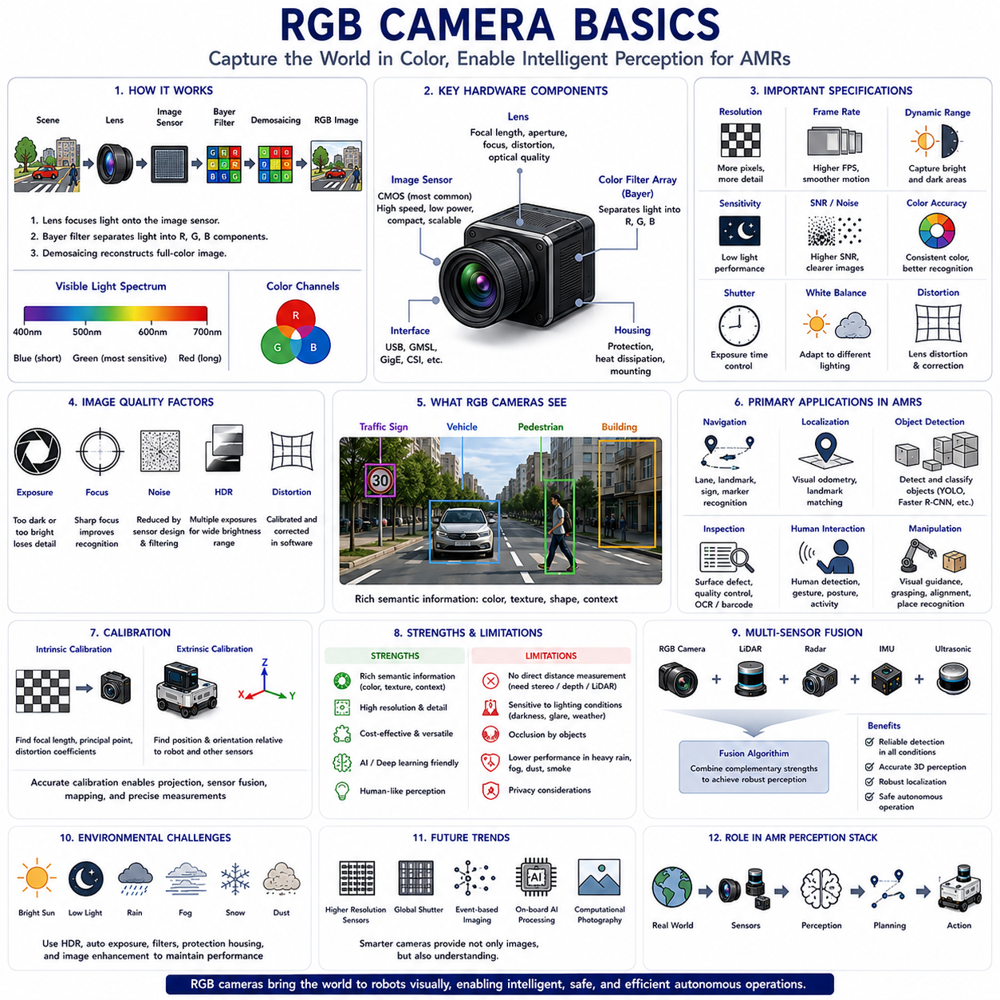 RGB CAMERA BASICS
Capture the World in Color, Enable Intelligent Perception for AMRs
1. HOW IT WORKS
Scene
Lens
Image
Sensor
Bayer
Filter
Demosaicing
RGB Image
1. Lens focuses light onto the image sensor.
2. Bayer filter separates light into R, G, B components.
3. Demosaicing reconstructs full-color image.
Visible Light Spectrum
400nm
500nm
600nm
700nm
Blue (short)
Green (most sensitive)
Red (long)
Color Channels
R
G
B
2. KEY HARDWARE COMPONENTS
Lens
Focal length, aperture,
focus, distortion,
optical quality
Image Sensor
CMOS (most common)
High speed, low power,
compact, scalable
Color Filter Array
(Bayer)
Separates light into
R, G, B
Interface
USB, GMSL,
GigE, CSI, etc.
Housing
Protection,
heat dissipation,
mounting
3. IMPORTANT SPECIFICATIONS
Resolution
More pixels,
more detail
Frame Rate
Higher FPS,
smoother motion
Dynamic Range
Capture bright
and dark areas
Sensitivity
Low light
performance
SNR / Noise
Higher SNR,
clearer images
Color Accuracy
Consistent color,
better recognition
Shutter
Exposure time
control
White Balance
Adapt to different
lighting
Distortion
Lens distortion
& correction
4. IMAGE QUALITY FACTORS
Exposure
Too dark or
too bright
loses detail
Focus
Sharp focus
improves
recognition
Noise
Reduced by
sensor design
& filtering
HDR
Multiple exposures
for wide brightness
range
Distortion
Calibrated and
corrected
in software
5. WHAT RGB CAMERAS SEE
Traffic Sign
Vehicle
Pedestrian
Building
30
Rich semantic information: color, texture, shape, context
6. PRIMARY APPLICATIONS IN AMRS
Navigation
Lane, landmark,
sign, marker
recognition
Localization
Visual odometry,
landmark
matching
Object Detection
Detect and classify
objects (YOLO,
Faster R-CNN, etc.)
Inspection
Surface defect,
quality control,
OCR / barcode
Human Interaction
Human detection,
gesture, posture,
activity
Manipulation
Visual guidance,
grasping, alignment,
place recognition
7. CALIBRATION
Intrinsic Calibration
Find focal length, principal point,
distortion coefficients
Extrinsic Calibration
Z
X
Y
Find position & orientation relative
to robot and other sensors
Accurate calibration enables projection, sensor fusion,
mapping, and precise measurements
8. STRENGTHS & LIMITATIONS
STRENGTHS
Rich semantic information
(color, texture, context)
High resolution & detail
Cost-effective & versatile
AI / Deep learning friendly
Human-like perception
LIMITATIONS
No direct distance measurement
(need stereo / depth / LiDAR)
Sensitive to lighting conditions
(darkness, glare, weather)
Occlusion by objects
Lower performance in heavy rain,
fog, dust, smoke
Privacy considerations
9. MULTI-SENSOR FUSION
RGB Camera
LiDAR
Radar
IMU
Ultrasonic
+
+
+
+
Fusion Algorithm
Combine complementary strengths
to achieve robust perception
Benefits
Reliable detection
in all conditions
Accurate 3D perception
Robust localization
Safe autonomous
operation
10. ENVIRONMENTAL CHALLENGES
Bright Sun
Low Light
Rain
Fog
Snow
Dust
Use HDR, auto exposure, filters, protection housing,
and image enhancement to maintain performance
11. FUTURE TRENDS
Higher Resolution
Sensors
Global Shutter
Event-based
Imaging
AI
On-board AI
Processing
Computational
Photography
Smarter cameras provide not only images,
but also understanding.
12. ROLE IN AMR PERCEPTION STACK
Real World
Sensors
Perception
Planning
Action
RGB cameras bring the world to robots visually, enabling intelligent, safe, and efficient autonomous operations.